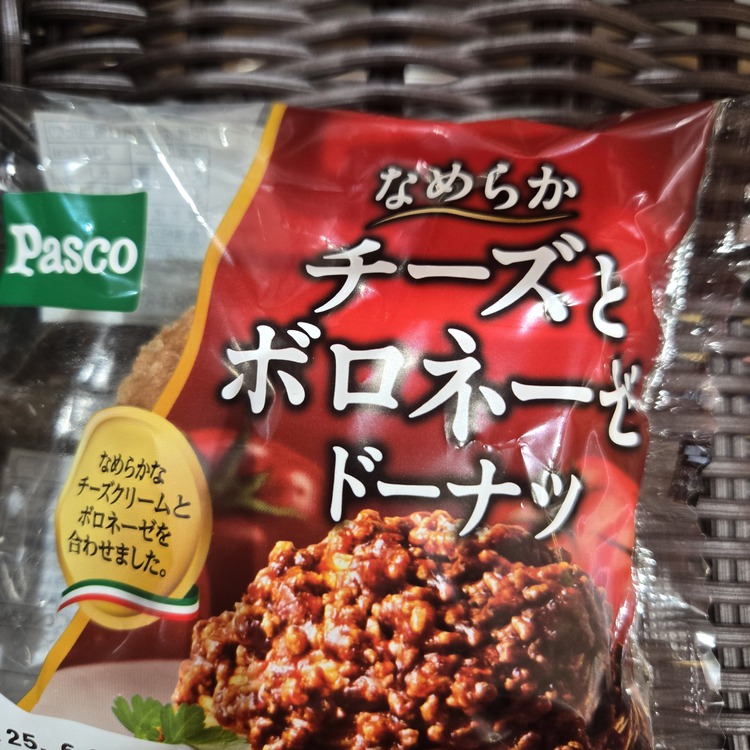 Pasco
なめらか
チーズと
ボロネーゼ
ドーナツ
なめらかな
チーズクリームと
ボロネーゼを
合わせました。
25.